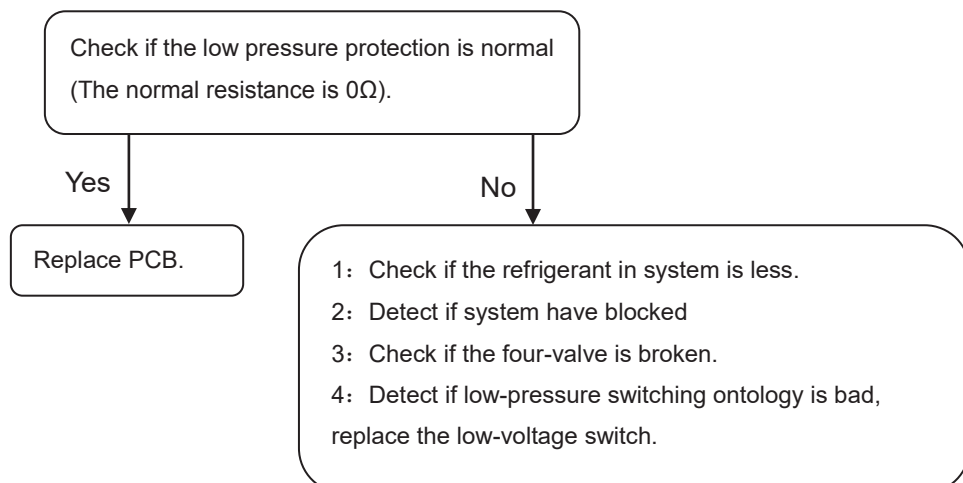 Check if the low pressure protection is normal
(The normal resistance is 0Ω).
Yes
No
Replace PCB.
1：Check if the refrigerant in system is less.
2：Detect if system have blocked
3：Check if the four-valve is broken.
4：Detect if low-pressure switching ontology is bad,
replace the low-voltage switch.